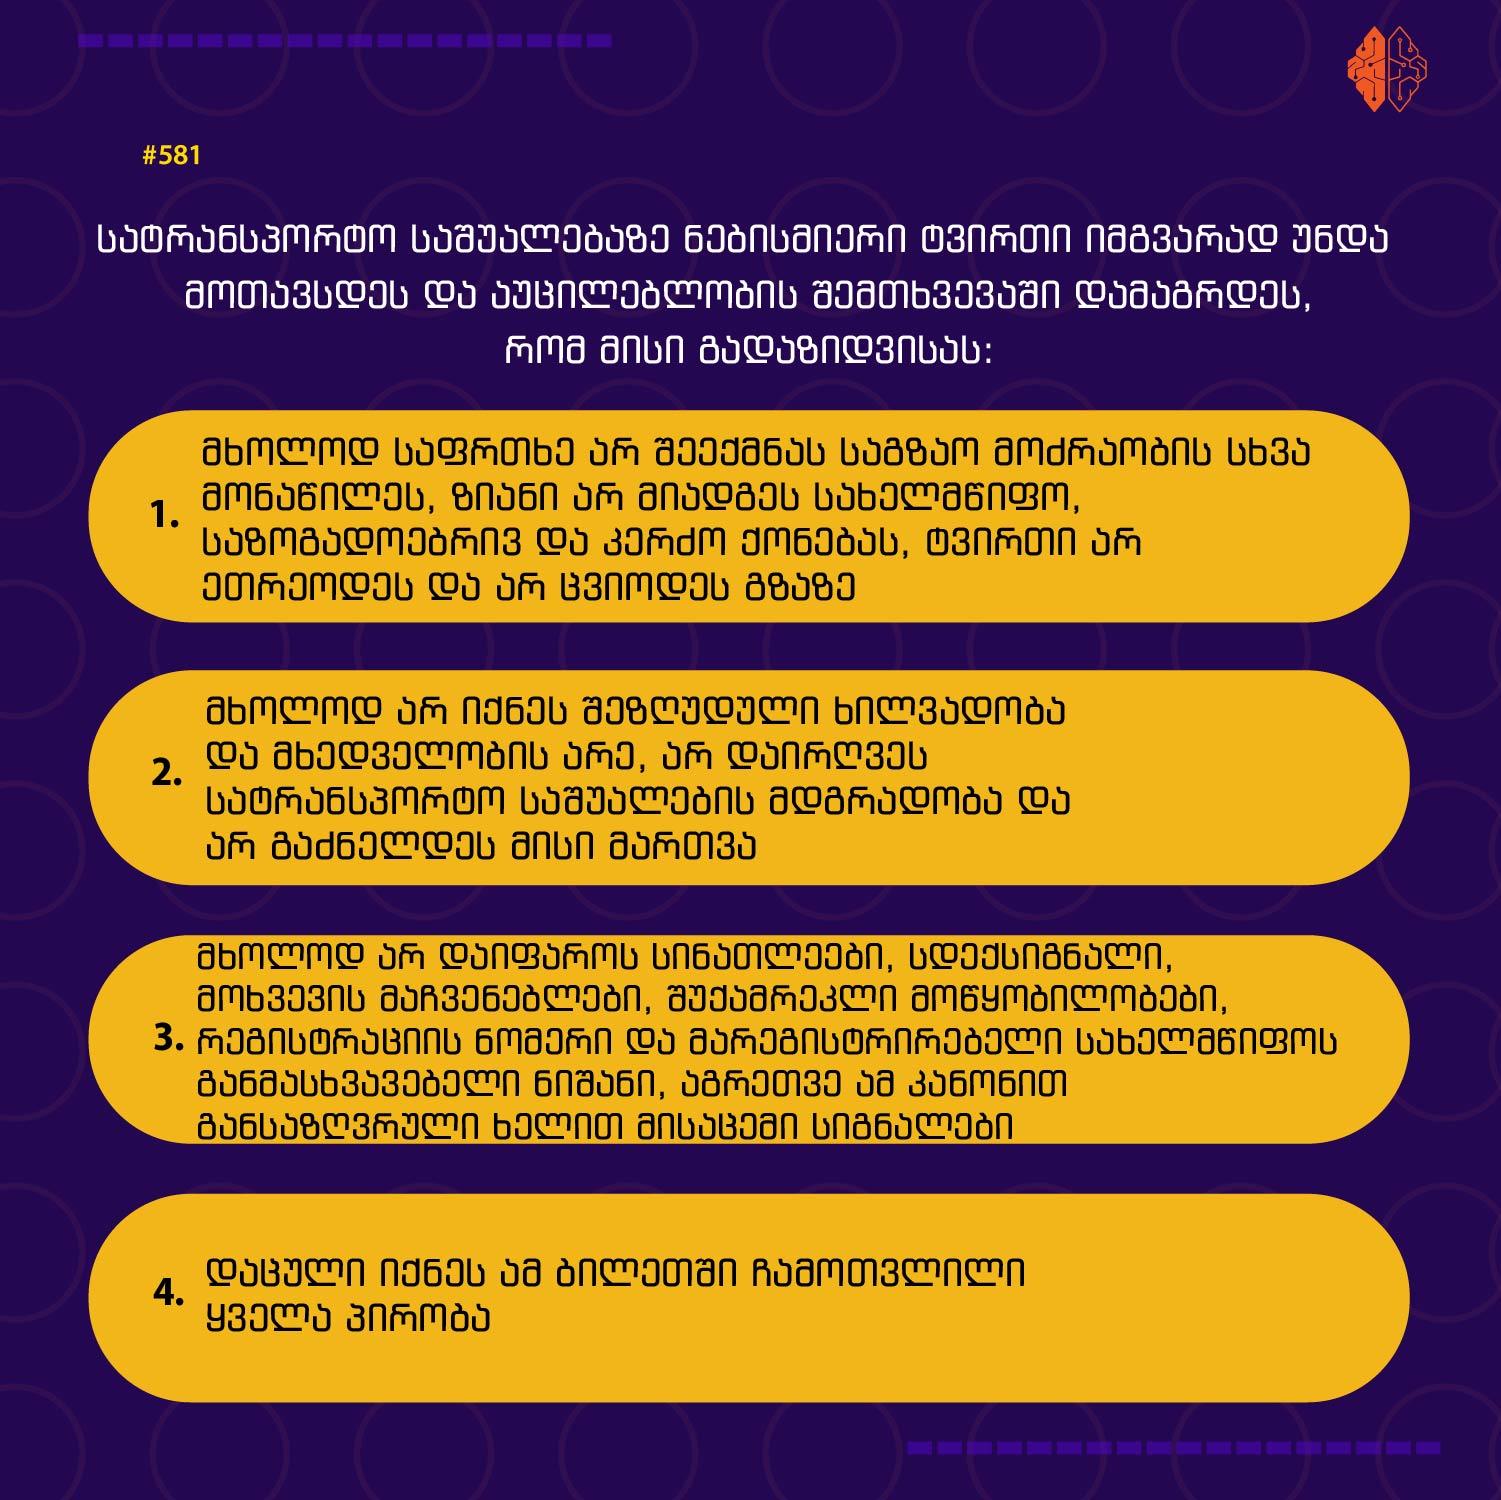 #581
სატრანსპორტო საშუალებაზე ნებისმიერი ტვირთი იმგვარად უნდა
მოთავსდეს და აუცილებლობის შემთხვევაში დამაგრდეს,
რომ მისი გადაზიდვისას:
მხოლოდ საფრთხე არ შეექმნას საგზაო მოძრაობის სხვა
1. მონაწილეს, ზიანი არ მიადგეს სახელმწიფო,
საზოგადოებრივ და კერძო ქონებას, ტვირთი არ
ეთრეოდეს და არ ცვიოდეს გზაზე
მხოლოდ არ იქნეს შეზღუდული ხილვადობა
2. და მხედველობის არე, არ დაირღვეს
სატრანსპორტო საშუალების მდგრადობა და
არ გაძნელდეს მისი მართვა
მხოლოდ არ დაიფაროს სინათლეები, სდექსიგნალი,
მოხვევის მაჩვენებლები, შუქამრეკლი მოწყობილობები,
3. რეგისტრაციის ნომერი და მარეგისტრირებელი სახელმწიფოს
განმასხვავებელი ნიშანი, აგრეთვე ამ კანონით
განსაზღვრული ხელით მისაცემი სიგნალები
4. დაცული იქნეს ამ ბილეთში ჩამოთვლილი
ყველა პირობა